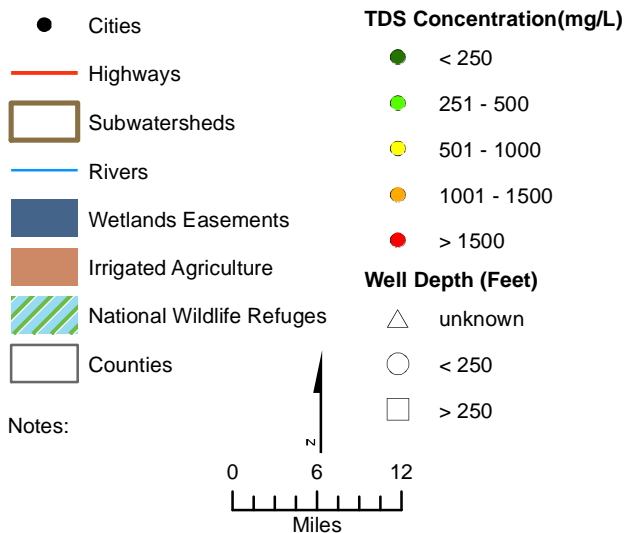 Cities
Highways
Subwatersheds
Rivers
Wetlands Easements
Irrigated Agriculture
National Wildlife Refuges
Counties
Notes:
TDS Concentration(mg/L)
< 250
251 - 500
501 - 1000
1001 - 1500
> 1500
Well Depth (Feet)
unknown
< 250
> 250
N
0 6 12
Miles